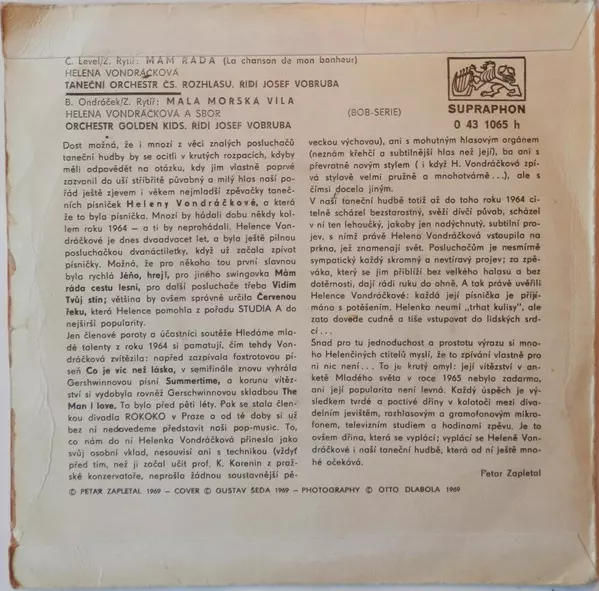 C. Level/Z. Rytíř: MÁM RÁDA (La chanson de mon bonheur)
HELENA VONDRÁČKOVÁ
TANEČNÍ ORCHESTR ČS. ROZHLASU. ŘÍDÍ JOSEF VOBRUBA
B. Ondráček/Z. Rytíř: MALÁ MOŘSKÁ VÍLA
HELENA VONDRÁČKOVÁ A SBOR
(BOB-SERIE)
ORCHESTR GOLDEN KIDS. ŘÍDÍ JOSEF VOBRUBA
SUPRAPHON
0 43 1065 h
Dost možná, že i mnozí z věci znalých posluchačů
taneční hudby by se ocitli v krutých rozpacích, kdyby
měli odpovědět na otázku, kdy jim vlastně poprvé
zazvonil do uší stříbřitě půvabný a milý hlas naší po
řád ještě zjevem i věkem nejmladší zpěvačky taneč-
ních písniček Heleny Vondráčkové, a která
že to byla písnička. Mnozí by hádali dobu někdy kol-
lem roku 1964 – a ti by neprohádali. Helence Von-
dráčkové je dnes dvaadvacet let, a byla ještě pilnou
posluchačkou dvanáctiletky, když už začala zpívat
písničky. Možná, že pro někoho tou první slavnou
byla rychlá Jéňo, hrej!, pro jiného swingovka Mám
ráda cestu lesní, pro další posluchače třeba Vidím
Tvůj stín; většina by ovšem správně určila Červenou
řeku, která Helence pomohla z pořadu STUDIA A do
nejširší popularity.
Jen členové poroty a účastníci soutěže Hledáme mla-
dé talenty z roku 1964 si pamatují, čím tehdy Von-
dráčková zvítězila: napřed zazpívala foxtrotovou pí-
seň Co je víc než láska, v semifinále znovu vyhrála
Gershwinnovou písní Summertime, a korunu vítěz-
ství si vydobyla rovněž Gerschwinnovou skladbou The
Man I love. To bylo před pěti léty. Pak se stala člen-
kou divadla ROKOKO v Praze a od té doby si už
bez ní nedovedeme představit naši pop-music. To,
co nám do ní Helenka Vondráčková přinesla jako
svůj osobní vklad, nesouvisí ani s technikou (vždyť
před tím, než ji začal učit prof. K. Karenin z praž-
ské konzervatoře, neprošla žádnou soustavnější pě-
veckou výchovou), ani s mohutným hlasovým orgánem
(neznám křehčí a subtilnější hlas než její), ba ani s
převratně novým stylem ( i když H. Vondráčková zpí-
vá stylově velmi pružně a mnohotvárně...), ale s
čímsi docela jiným.
V naší taneční hudbě totiž až do toho roku 1964 ci-
telně scházel bezstarostný, svěží dívčí půvab, scházel
v ní ten lehoučký, jakoby jen nadýchnutý, subtilní pro-
jev, s nímž právě Helena Vondráčková vstoupila na
prkno, jež znamenají svět. Posluchačům je nesmírně
sympatický každý skromný a nevtíravý projev; za zpě-
váka, který se jim přiblíží bez velkého halasu a bez
dotěrnosti, dají rádi ruku do ohně. A tak právě uvěřili
Helence Vondráčkové: každá její písnička je přijí-
mána s potěšením. Helenka neumí „trhat kulisy", ale
zato dovede cudně a tiše vstupovat do lidských srd-
cí...
Snad pro tu jednoduchost a prostotu výrazu si mno-
ho Helenčiných ctitelů myslí, že to zpívání vlastně pro
ni nic není... To je krutý omyl: její vítězství v an-
ketě Mladého světa v roce 1965 nebylo zadarmo,
ani její popularita není levná. Každý úspěch je vý-
sledkem tvrdé a poctivé dřiny v kolotoči mezi diva-
delním jevištěm, rozhlasovým a gramofonovým mikro-
fonem, televizním studiem a hodinami zpěvu. Je to
ovšem dřina, která se vyplácí; vyplácí se Heleně Von-
dráčkové i naší taneční hudbě, která od ní ještě mno-
hé očekává.
Petar Zapletal
© PETAR ZAPLETAL 1969 – COVER © GUSTAV ŠEDA 1969 – PHOTOGRAPHY © OTTO DLABOLA 1969